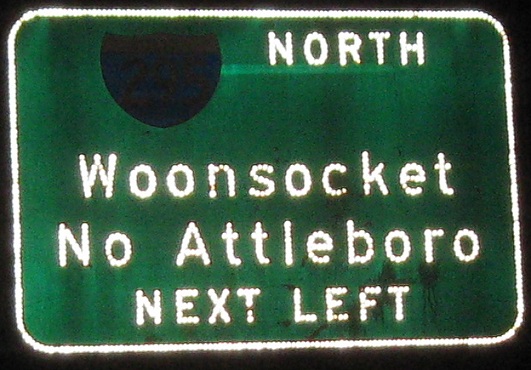 NORTH
Woonsocket
No Attleboro
NEXT LEFT